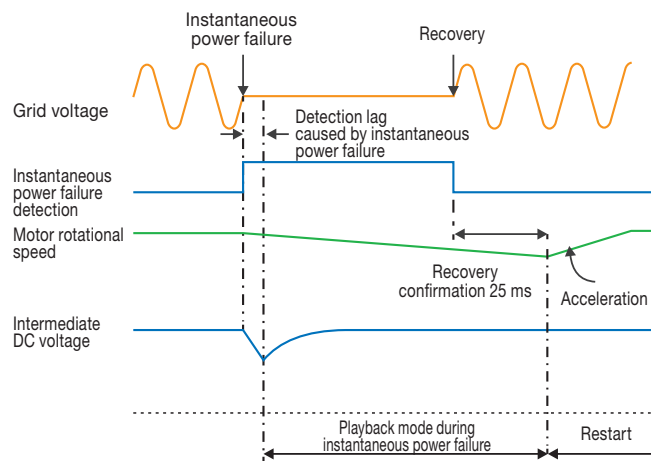 Instantaneous
power failure
Recovery
Grid voltage
Detection lag
caused by instantaneous
power failure
Instantaneous
power failure
detection
Motor rotational
speed
Recovery
confirmation 25 ms
Acceleration
Intermediate
DC voltage
Playback mode during
instantaneous power failure
Restart